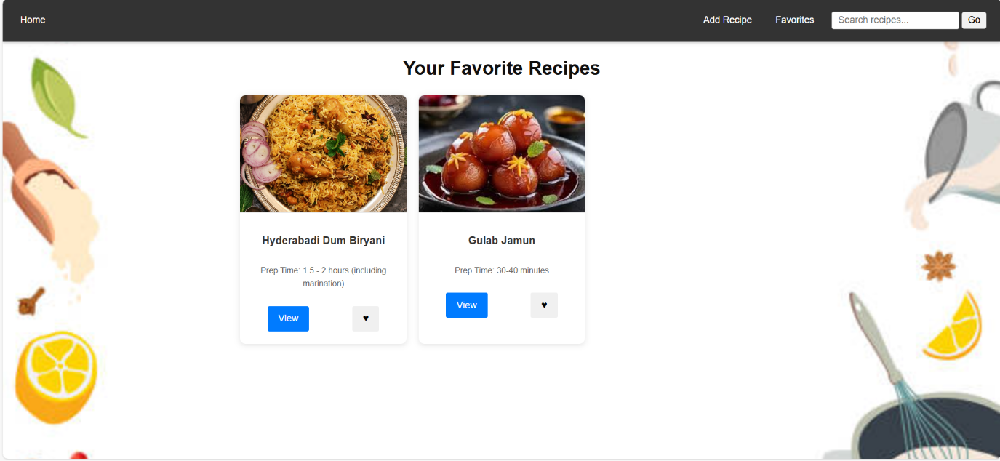 Home
Add Recipe
Favorites
Search recipes...
Go
Your Favorite Recipes
Hyderabadi Dum Biryani
Prep Time: 1.5 - 2 hours (including
marination)
View
♥
Gulab Jamun
Prep Time: 30-40 minutes
View
♥